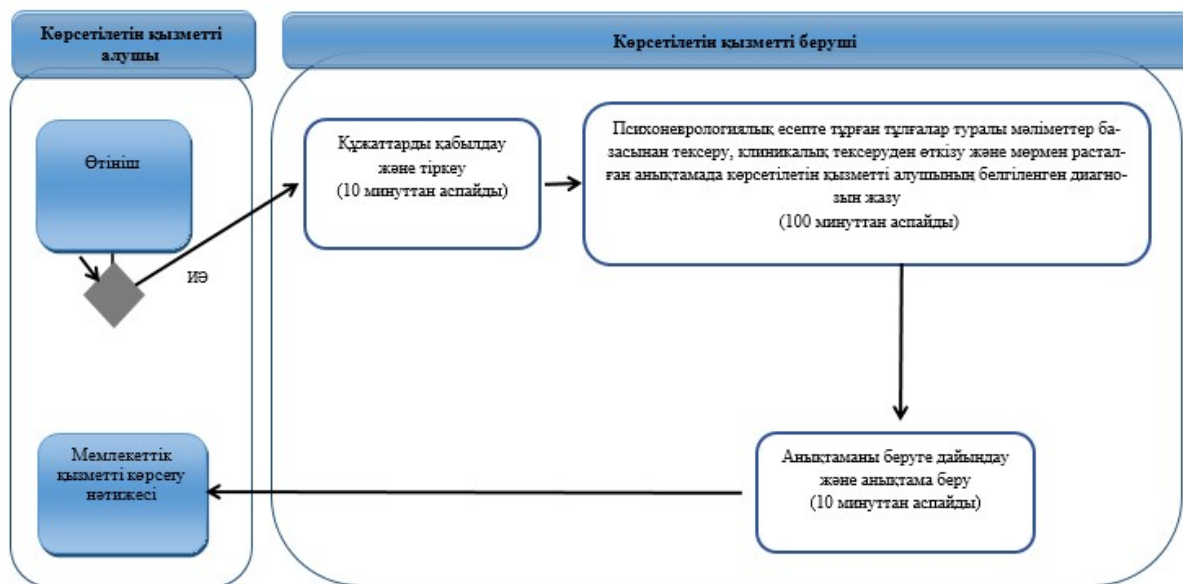 Көрсетілетін қызметті
алушы
Көрсетілетін қызметті беруші
Өтініш
ИӘ
Құжаттарды қабылдау
және тіркеу
(10 минуттан аспайды)
Психоневрологиялық есепте тұрған тұлғалар туралы мәліметтер ба-
засынан тексеру, клиникалық тексеруден өткізу және мөрмен растал-
ған анықтамада көрсетілетін қызметті алушының белгіленген диагно-
зын жазу
(100 минуттан аспайды)
Мемлекеттік
қызметті көрсету
нәтижесі
Анықтаманы беруге дайындау
және анықтама беру
(10 минуттан аспайды)